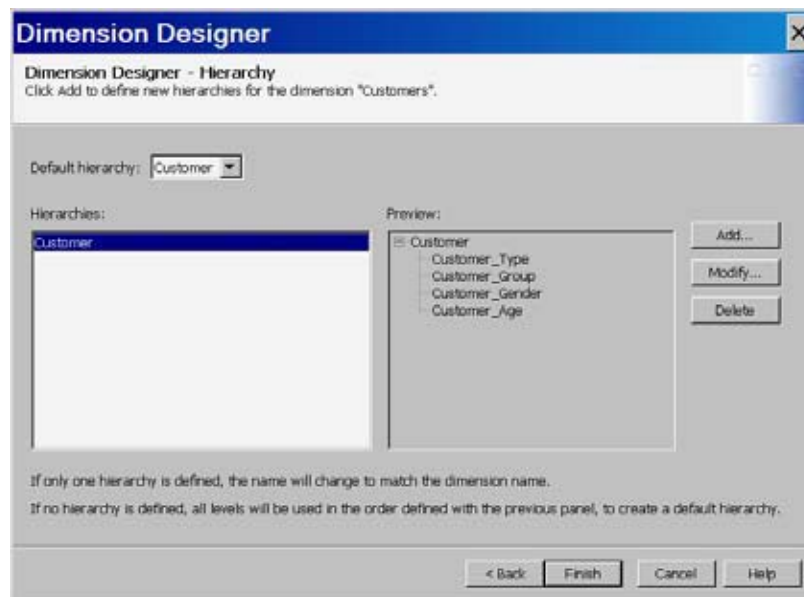 Dimension Designer
Dimension Designer - Hierarchy
Click Add to define new hierarchies for the dimension "Customers".
Default hierarchy: Customer
Hierarchies:
Preview:
Customer
Customer
Customer_Type
Customer_Group
Customer_Gender
Customer_Age
Add...
Modify...
Delete
If only one hierarchy is defined, the name will change to match the dimension name.
If no hierarchy is defined, all levels will be used in the order defined with the previous panel, to create a default hierarchy.
< Back Finish Cancel Help